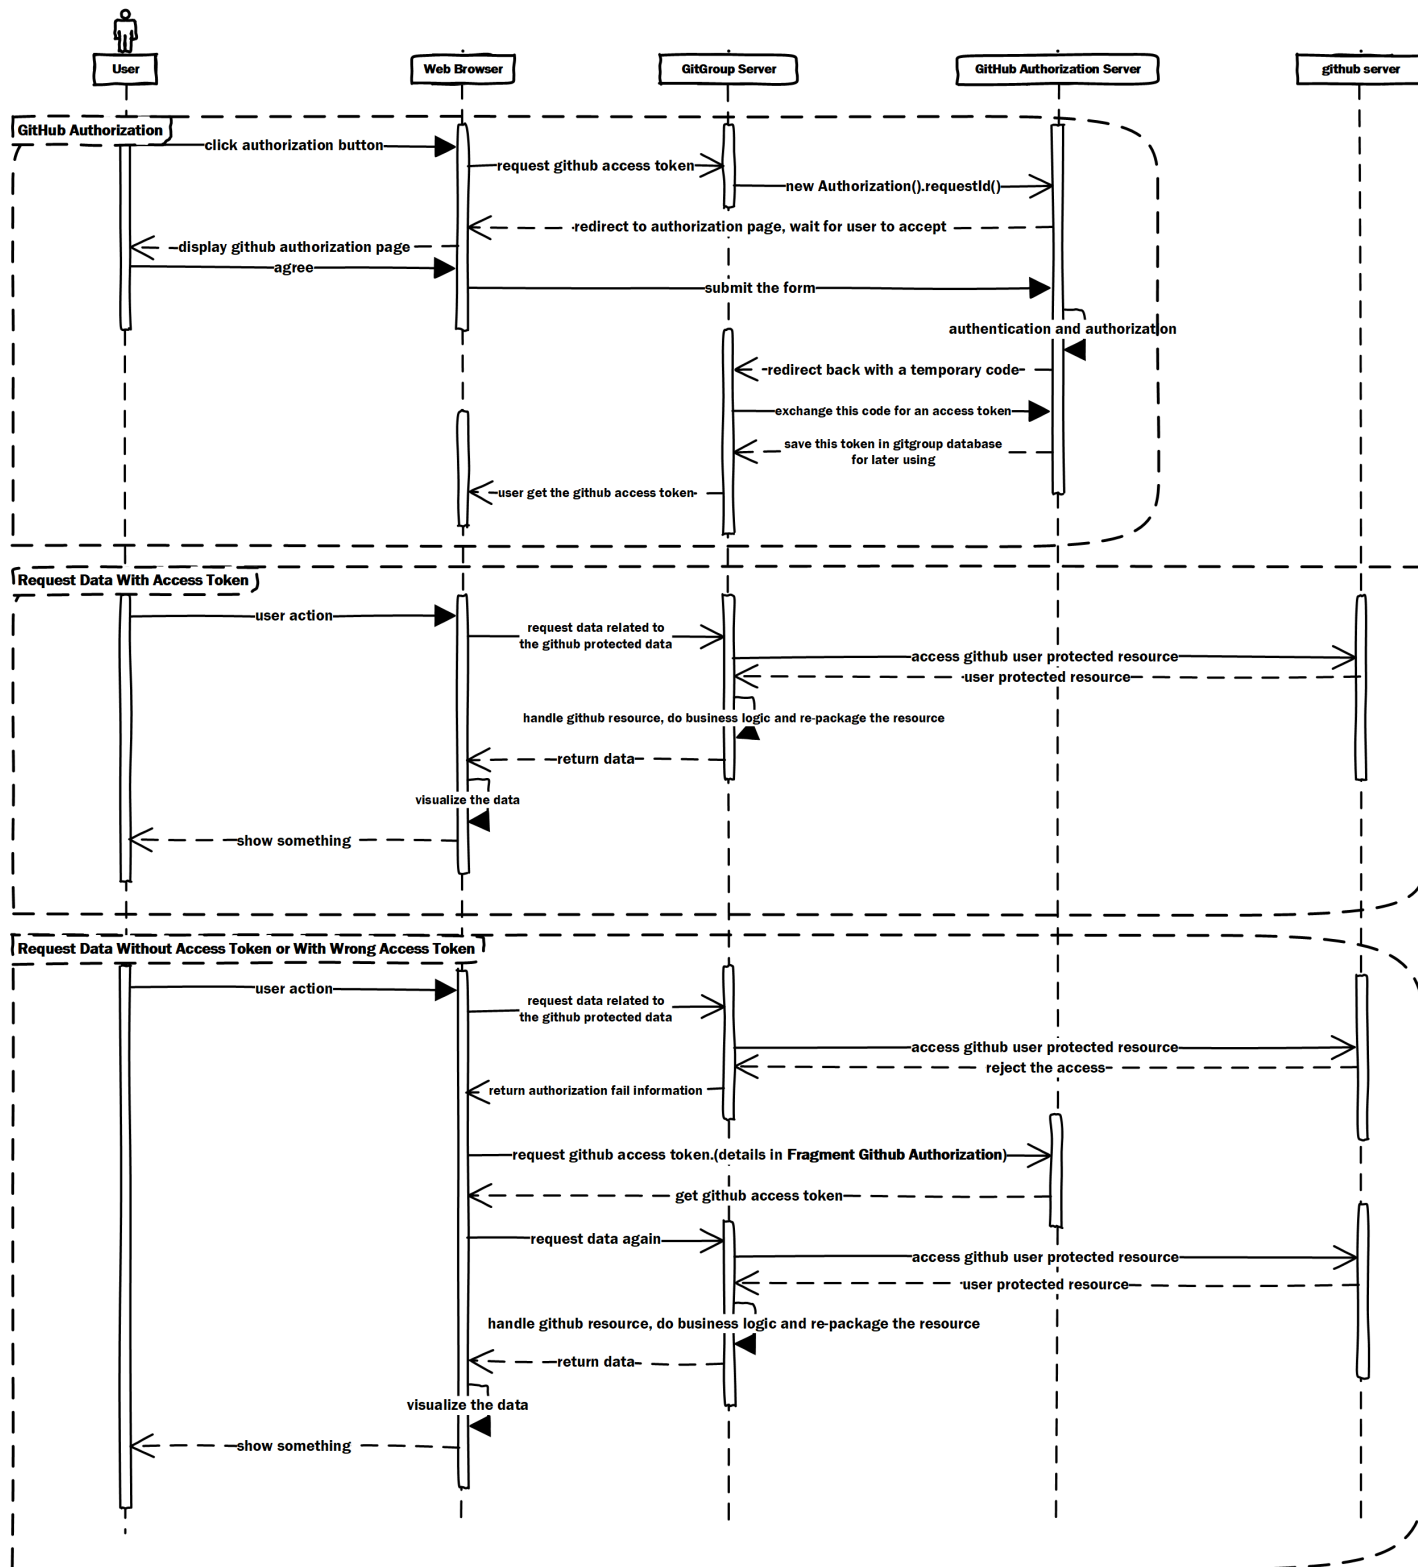 User
Web Browser
GitGroup Server
GitHub Authorization Server
github server
GitHub Authorization
click authorization button
request github access token
new Authorization().requestId()
redirect to authorization page, wait for user to accept
display github authorization page
agree
submit the form
authentication and authorization
redirect back with a temporary code
exchange this code for an access token
save this token in gitgroup database
for later using
user get the github access token
Request Data With Access Token
user action
request data related to
the github protected data
access github user protected resource
user protected resource
handle github resource, do business logic and re-package the resource
return data
visualize the data
show something
Request Data Without Access Token or With Wrong Access Token
user action
request data related to
the github protected data
access github user protected resource
reject the access
return authorization fail information
request github access token.(details in Fragment Github Authorization)
get github access token
request data again
access github user protected resource
user protected resource
handle github resource, do business logic and re-package the resource
return data
visualize the data
show something